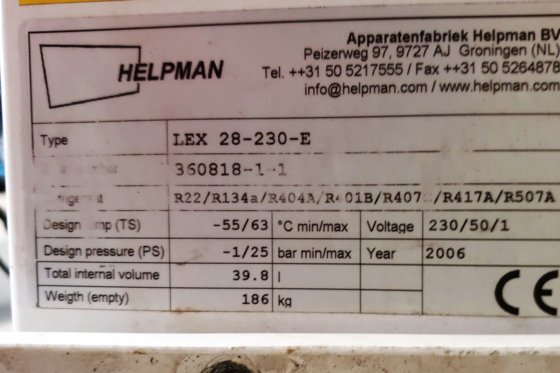 HELPMAN
Apparatenfabriek Helpman BV
Peizerweg 97, 9727 AJ Groningen (NL)
Tel. ++31 50 5217555 / Fax ++31 50 5264878
info@helpman.com / www.helpman.com
Type LEX 28-230-E
360818-1-1
R22/R134a/R404A/ /R417A/R507A
Design (TS) -55/63 °C min/max Voltage 230/50/1
Design pressure (PS) -1/25 bar min/max Year 2006
Total internal volume 39.8 l
Weigth (empty) 186 kg
CE